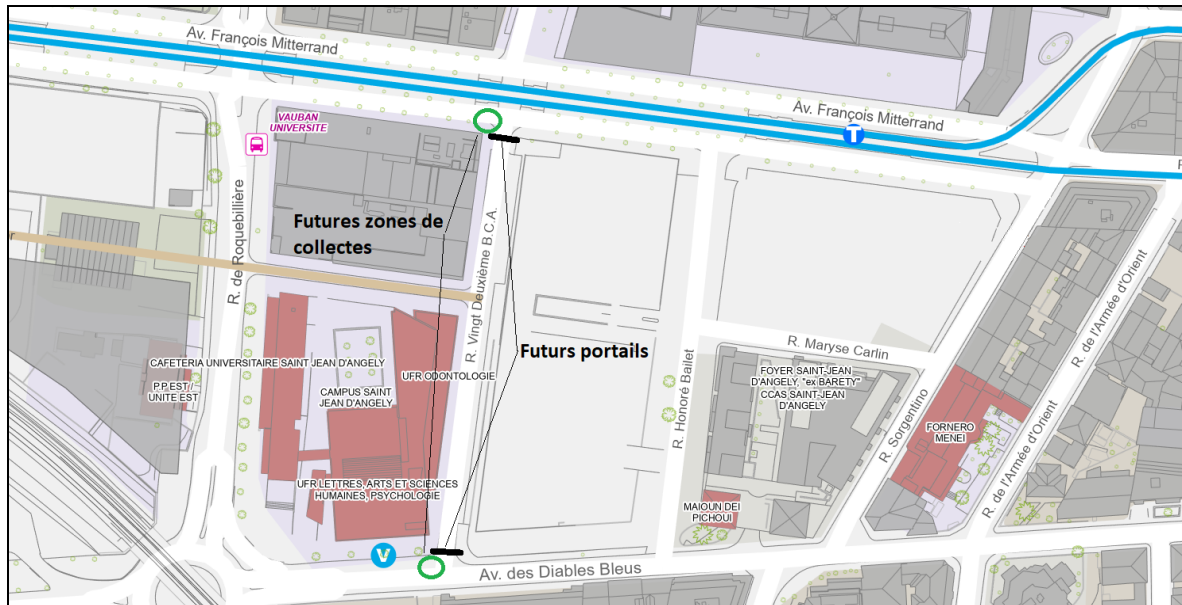 Av. François Mitterrand
Av. François Mitterrand
T
VAUBAN
UNIVERSITE
R. de Roquebillière
Futures zones de
collectes
R. Vingt Deuxième B.C.A.
Futurs portails
R. Honoré Ballet
R. Maryse Carlin
R. Sorgentino
R. de l'Armée d'Orient
R. de l'Armée d'Orient
CAFETERIA UNIVERSITAIRE SAINT JEAN D'ANGELY
P.P EST /
UNITE EST
CAMPUS SAINT
JEAN D'ANGELY
UFR ODONTOLOGIE
FOYER SAINT-JEAN
D'ANGELY, "ex BARETY"
CCAS SAINT-JEAN
D'ANGELY
FORNERO
MENEI
UFR LETTRES, ARTS ET SCIENCES
HUMAINES, PSYCHOLOGIE
MAIOUN DEI
PICHOUI
V
Av. des Diables Bleus